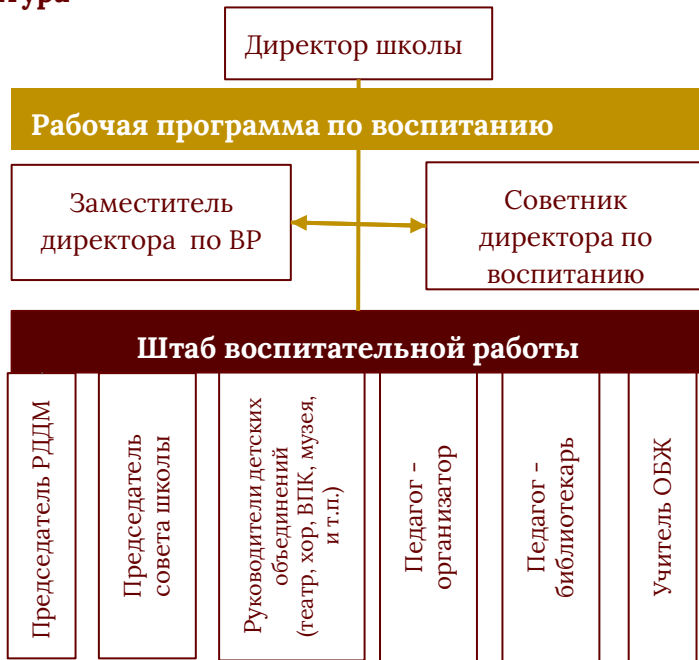 Директор школы
Рабочая программа по воспитанию
Заместитель
директора по ВР
Советник
директора по
воспитанию
Штаб воспитательной работы
Председатель РДДМ
Председатель
совета школы
Руководители детских
объединений
(театр, хор, ВПК, музея,
и т.п.)
Педагог -
организатор
Педагог -
библиотекарь
Учитель ОБЖ